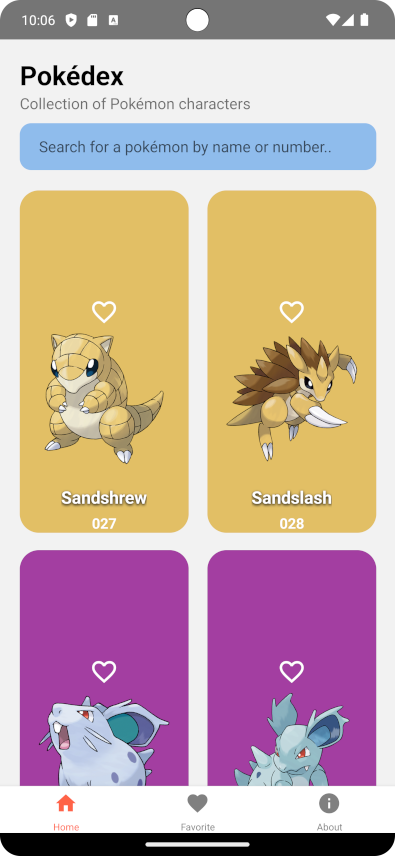 10:06
A
Pokédex
Collection of Pokémon characters
Search for a pokémon by name or number..
Sandshrew
Sandslash
027
028
Home
Favorite
About